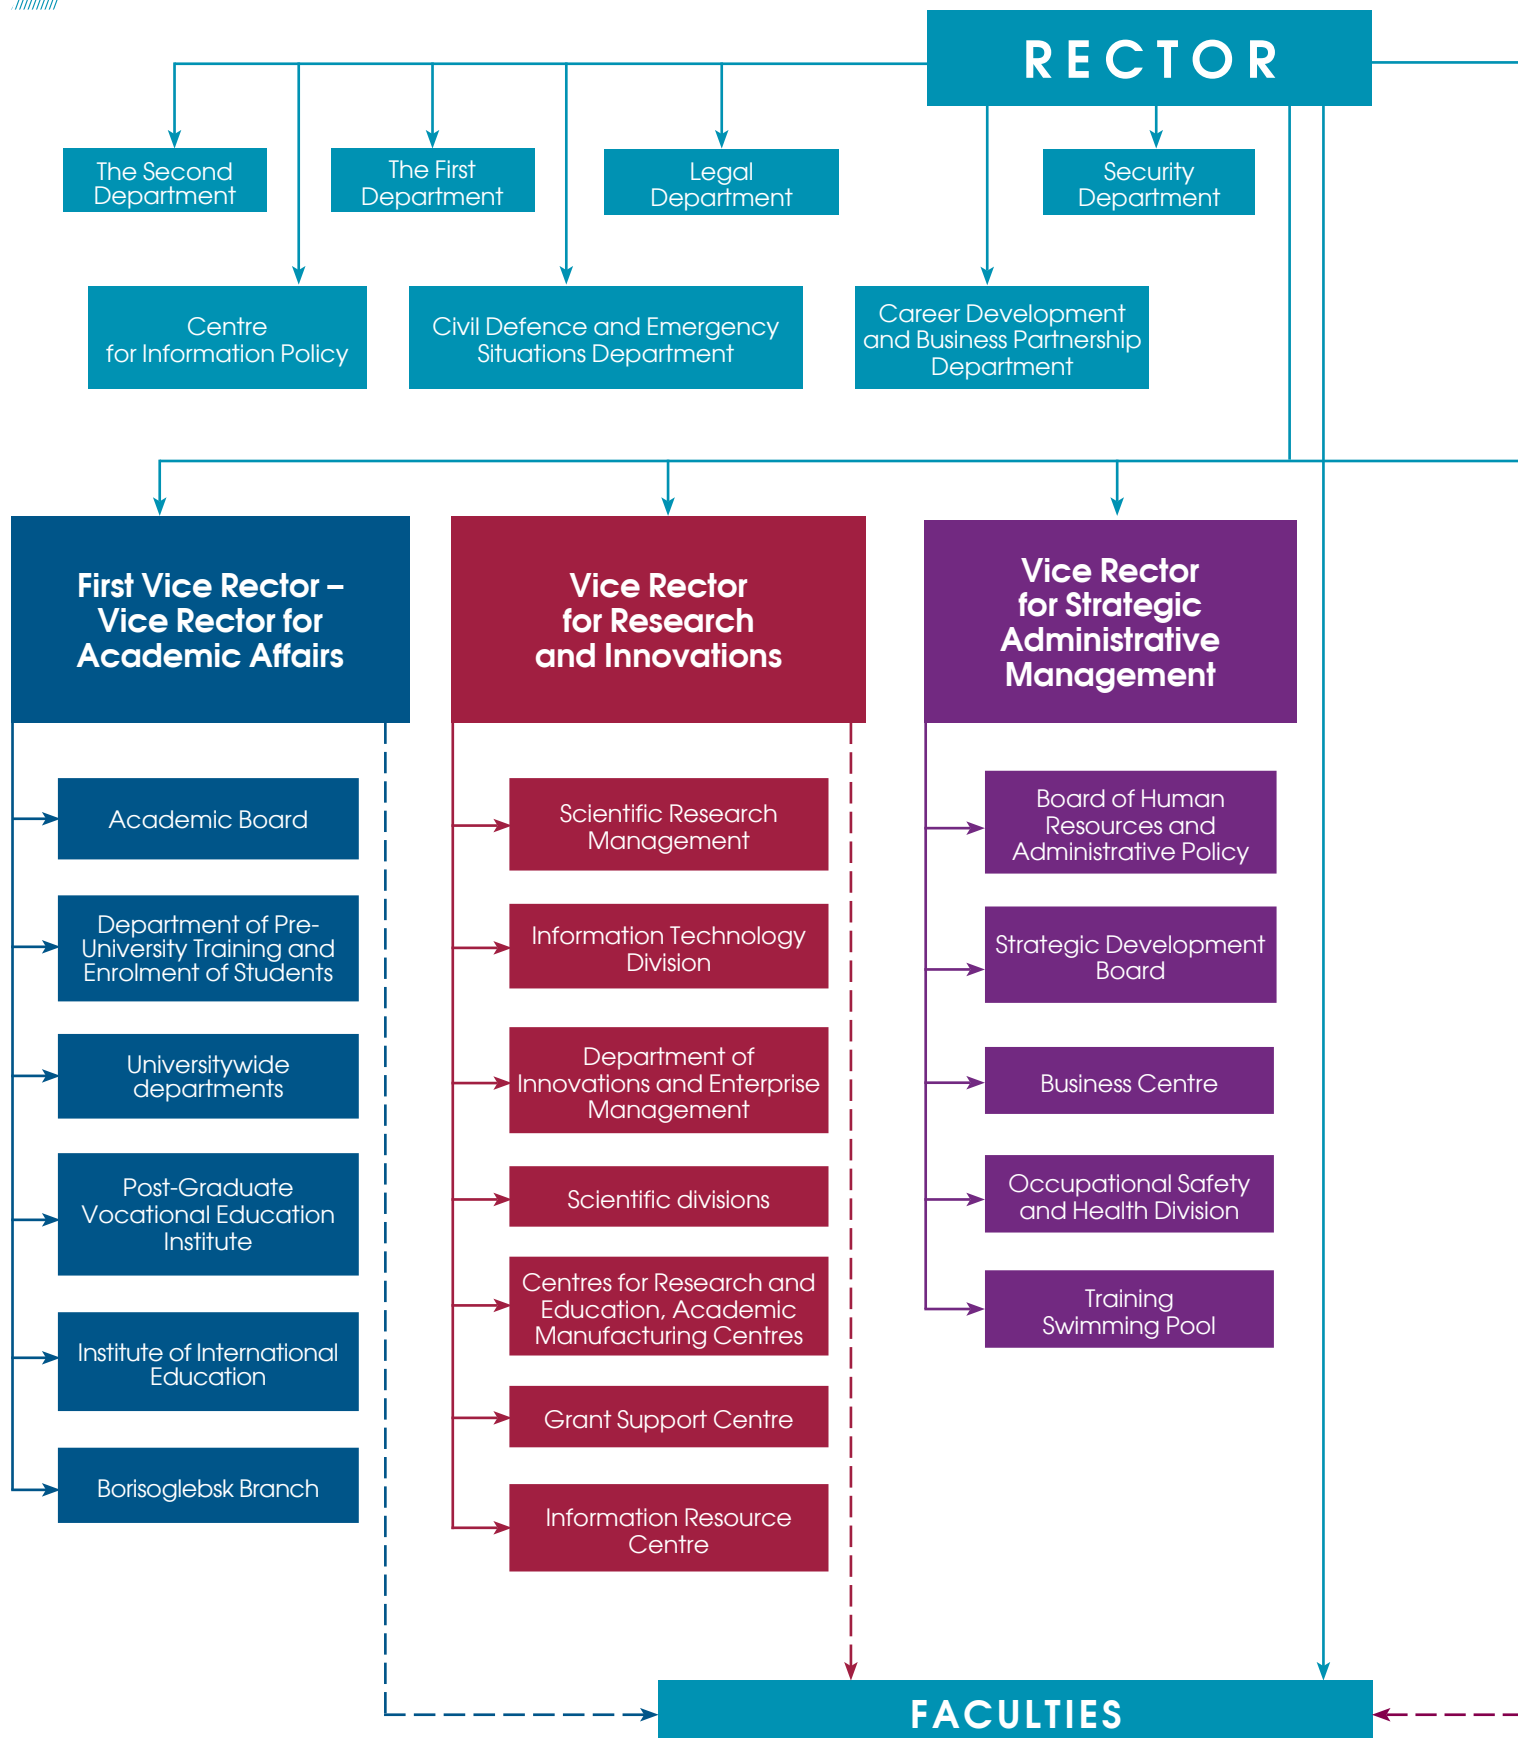 RECTOR
The Second
Department
The First
Department
Legal
Department
Security
Department
Centre
for Information Policy
Civil Defence and Emergency
Situations Department
Career Development
and Business Partnership
Department
First Vice Rector –
Vice Rector for
Academic Affairs
Academic Board
Department of Pre-
University Training and
Enrolment of Students
Universitywide
departments
Post-Graduate
Vocational Education
Institute
Institute of International
Education
Borisoglebsk Branch
Vice Rector
for Research
and Innovations
Scientific Research
Management
Information Technology
Division
Department of
Innovations and Enterprise
Management
Scientific divisions
Centres for Research and
Education, Academic
Manufacturing Centres
Grant Support Centre
Information Resource
Centre
Vice Rector
for Strategic
Administrative
Management
Board of Human
Resources and
Administrative Policy
Strategic Development
Board
Business Centre
Occupational Safety
and Health Division
Training
Swimming Pool
FACULTIES